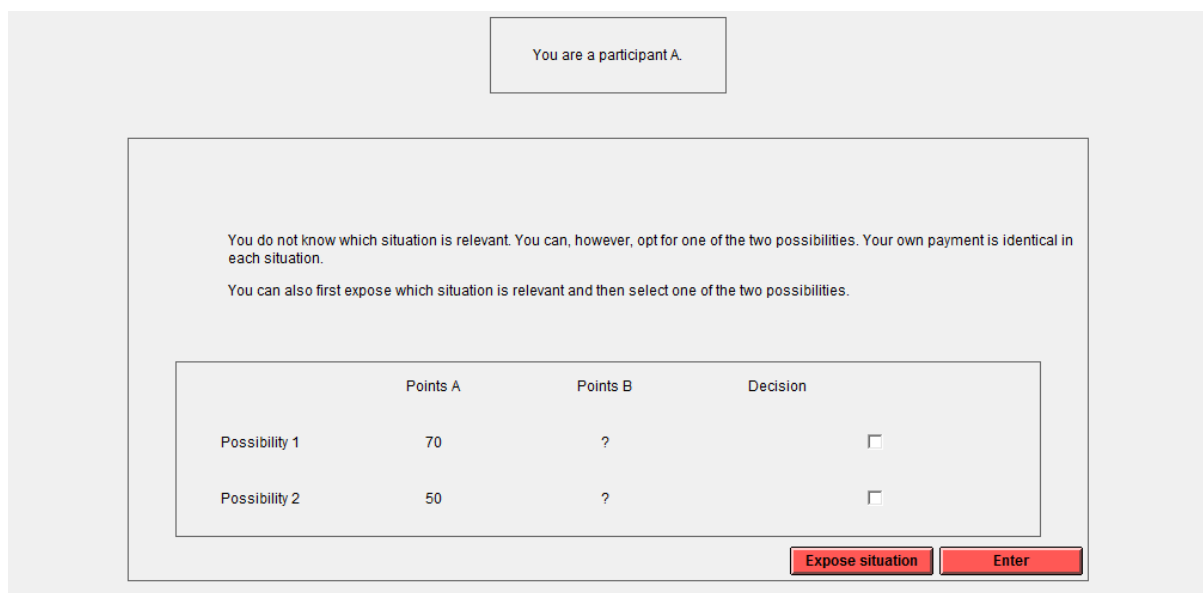 You are a participant A.
You do not know which situation is relevant. You can, however, opt for one of the two possibilities. Your own payment is identical in
each situation.
You can also first expose which situation is relevant and then select one of the two possibilities.
Points A Points B Decision
Possibility 1 70 ?
Possibility 2 50 ?
Expose situation Enter